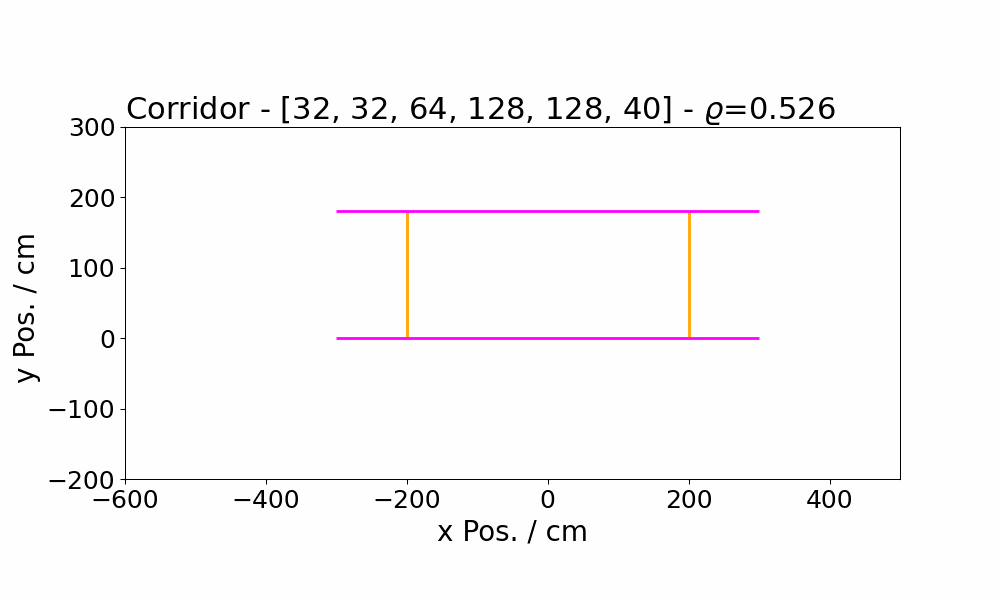 Corridor - [32, 32, 64, 128, 128, 40] - ϱ=0.526
300
200
100
0
−100
−200
y Pos. / cm
−600 −400 −200 0 200 400
x Pos. / cm